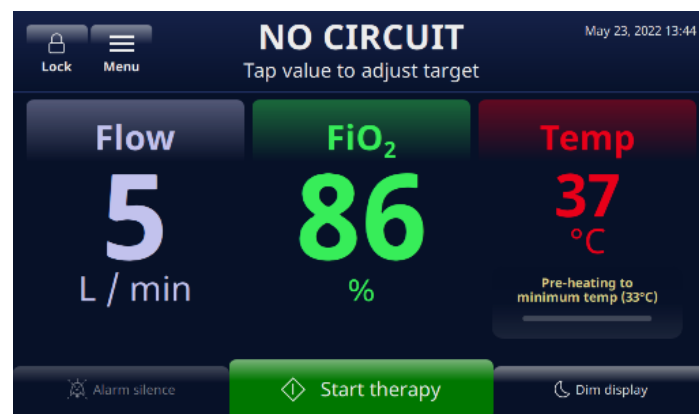 Lock
Menu
NO CIRCUIT
Tap value to adjust target
May 23, 2022 13:44
Flow
5
L / min
FiO₂
86
%
Temp
37
°C
Pre-heating to
minimum temp (33°C)
Alarm silence
Start therapy
Dim display